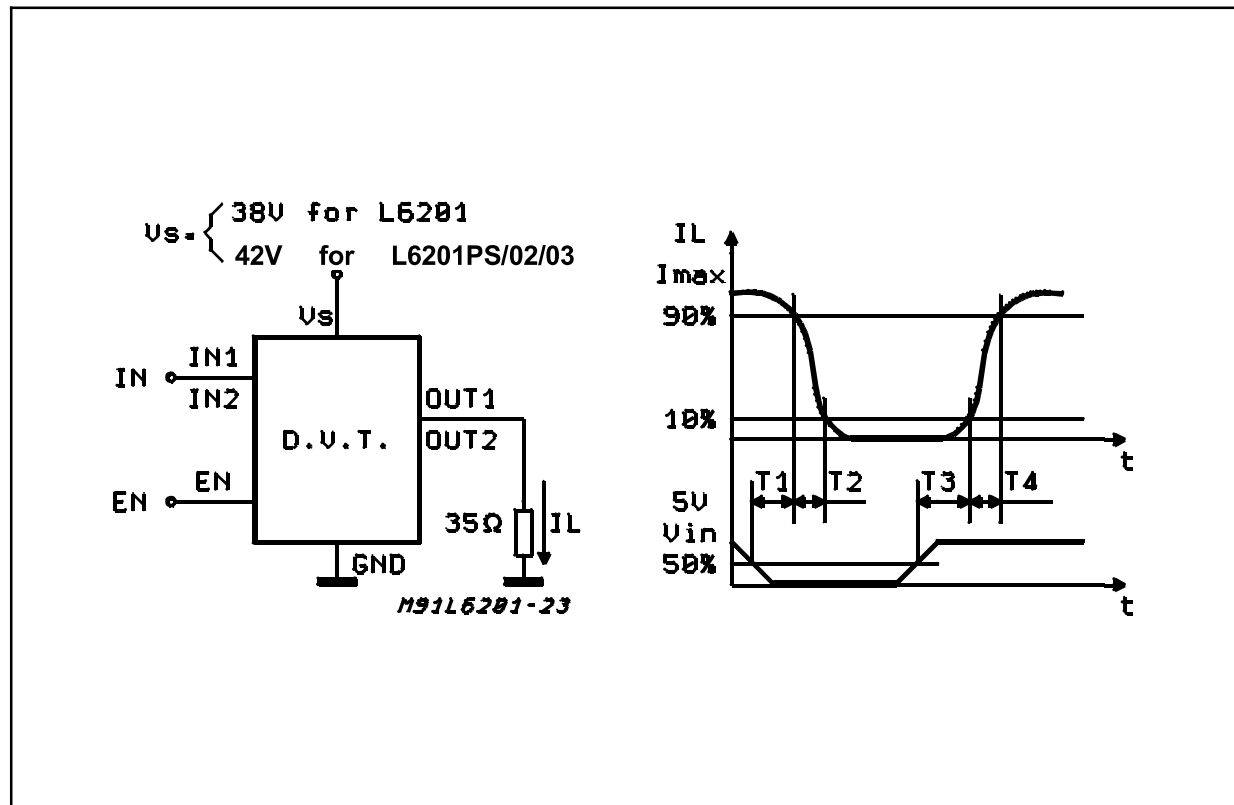 Vs=
38V for L6201
42V for L6201PS/02/03
Vs
IN
IN1
IN2
D.U.T.
OUT1
OUT2
EN
EN
35Ω
IL
GND
M91L6201-23
IL
Imax
90%
10%
t
T1
T2
T3
T4
5V
Vin
50%
t